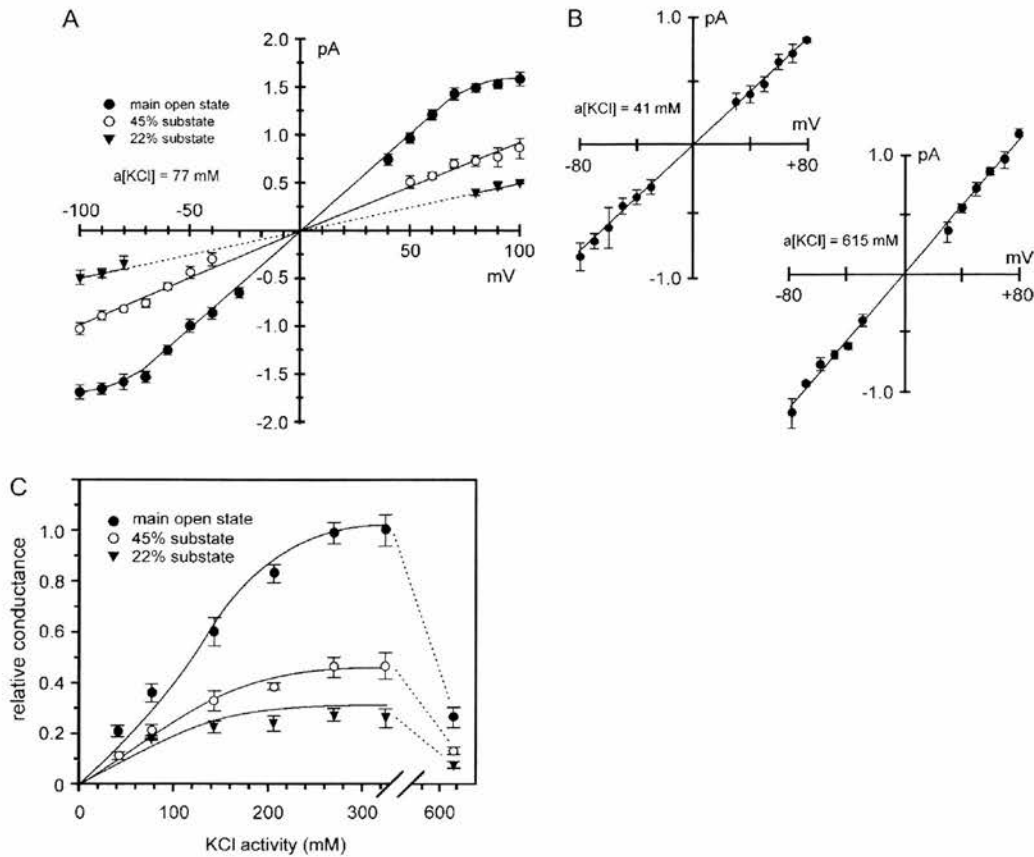 A
pA
2.0
1.5
1.0
0.5
main open state
45% substate
22% substate
a[KCl] = 77 mM
-100
-50
50
100
mV
-0.5
-1.0
-1.5
-2.0
B
1.0
pA
a[KCl] = 41 mM
mV
-80
+80
-1.0
1.0
pA
a[KCl] = 615 mM
mV
-80
+80
-1.0
C
main open state
45% substate
22% substate
relative conductance
1.0
0.8
0.6
0.4
0.2
0
0
100
200
300
600
KCl activity (mM)